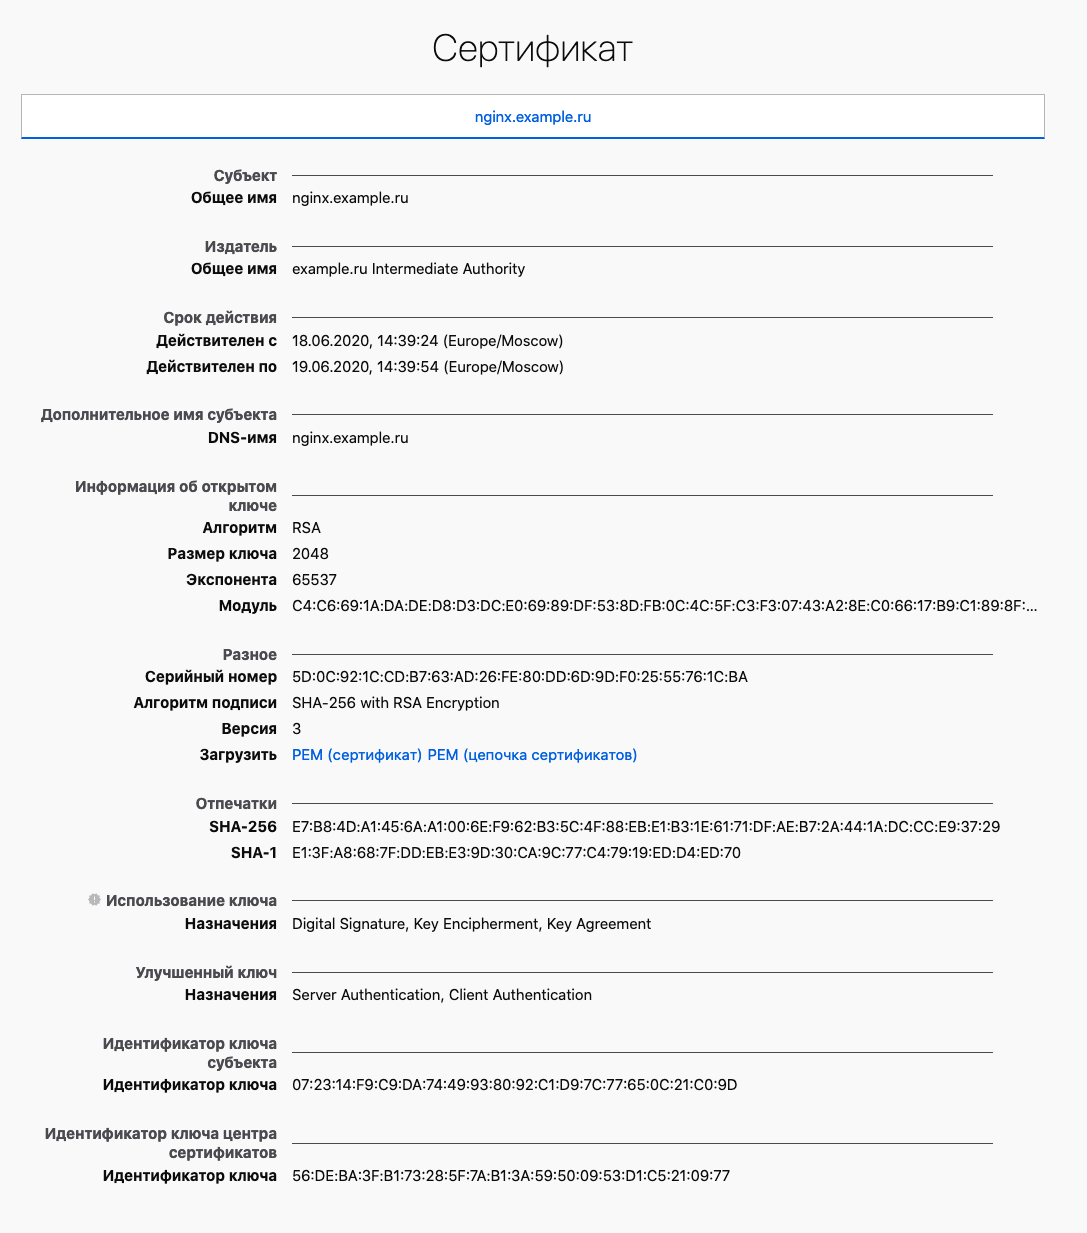 Сертификат
nginx.example.ru
Субъект
Общее имя nginx.example.ru
Издатель
Общее имя example.ru Intermediate Authority
Срок действия
Действителен с 18.06.2020, 14:39:24 (Europe/Moscow)
Действителен по 19.06.2020, 14:39:54 (Europe/Moscow)
Дополнительное имя субъекта
DNS-имя nginx.example.ru
Информация об открытом
ключе
Алгоритм RSA
Размер ключа 2048
Экспонента 65537
Модуль C4:C6:69:1A:DA:DE:D8:D3:DC:E0:69:89:DF:53:8D:FB:0C:4C:5F:C3:F3:07:43:A2:8E:C0:66:17:B9:C1:89:8F:...
Разное
Серийный номер 5D:0C:92:1C:CD:B7:63:AD:26:FE:80:DD:6D:9D:F0:25:55:76:1C:BA
Алгоритм подписи SHA-256 with RSA Encryption
Версия 3
Загрузить PEM (сертификат) PEM (цепочка сертификатов)
Отпечатки
SHA-256 E7:B8:4D:A1:45:6A:A1:00:6E:F9:62:B3:5C:4F:88:EB:E1:B3:1E:61:71:DF:AE:B7:2A:44:1A:DC:CC:E9:37:29
SHA-1 E1:3F:A8:68:7F:DD:EB:E3:9D:30:CA:9C:77:C4:79:19:ED:D4:ED:70
Использование ключа
Назначения Digital Signature, Key Encipherment, Key Agreement
Улучшенный ключ
Назначения Server Authentication, Client Authentication
Идентификатор ключа
субъекта
Идентификатор ключа 07:23:14:F9:C9:DA:74:49:93:80:92:C1:D9:7C:77:65:0C:21:C0:9D
Идентификатор ключа центра
сертификатов
Идентификатор ключа 56:DE:BA:3F:B1:73:28:5F:7A:B1:3A:59:50:09:53:D1:C5:21:09:77